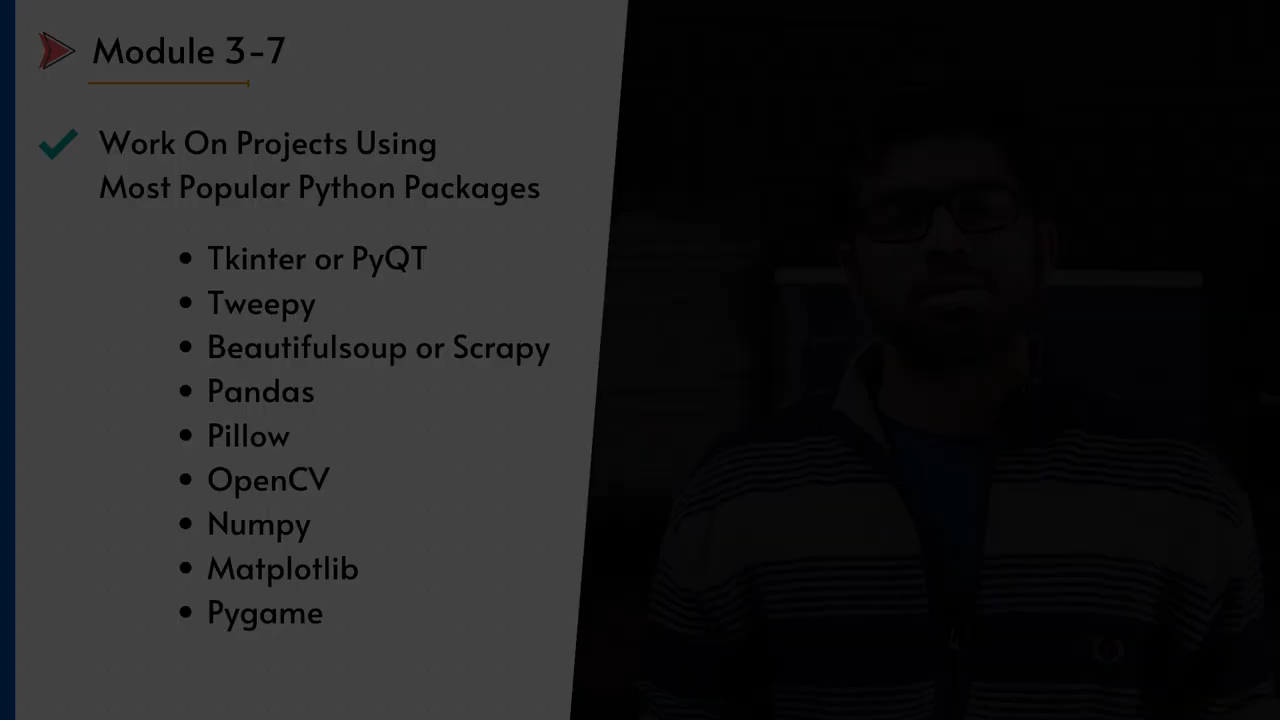 Module 3-7
Work On Projects Using
Most Popular Python Packages
Tkinter or PyQT
Tweepy
Beautifulsoup or Scrapy
Pandas
Pillow
OpenCV
Numpy
Matplotlib
Pygame